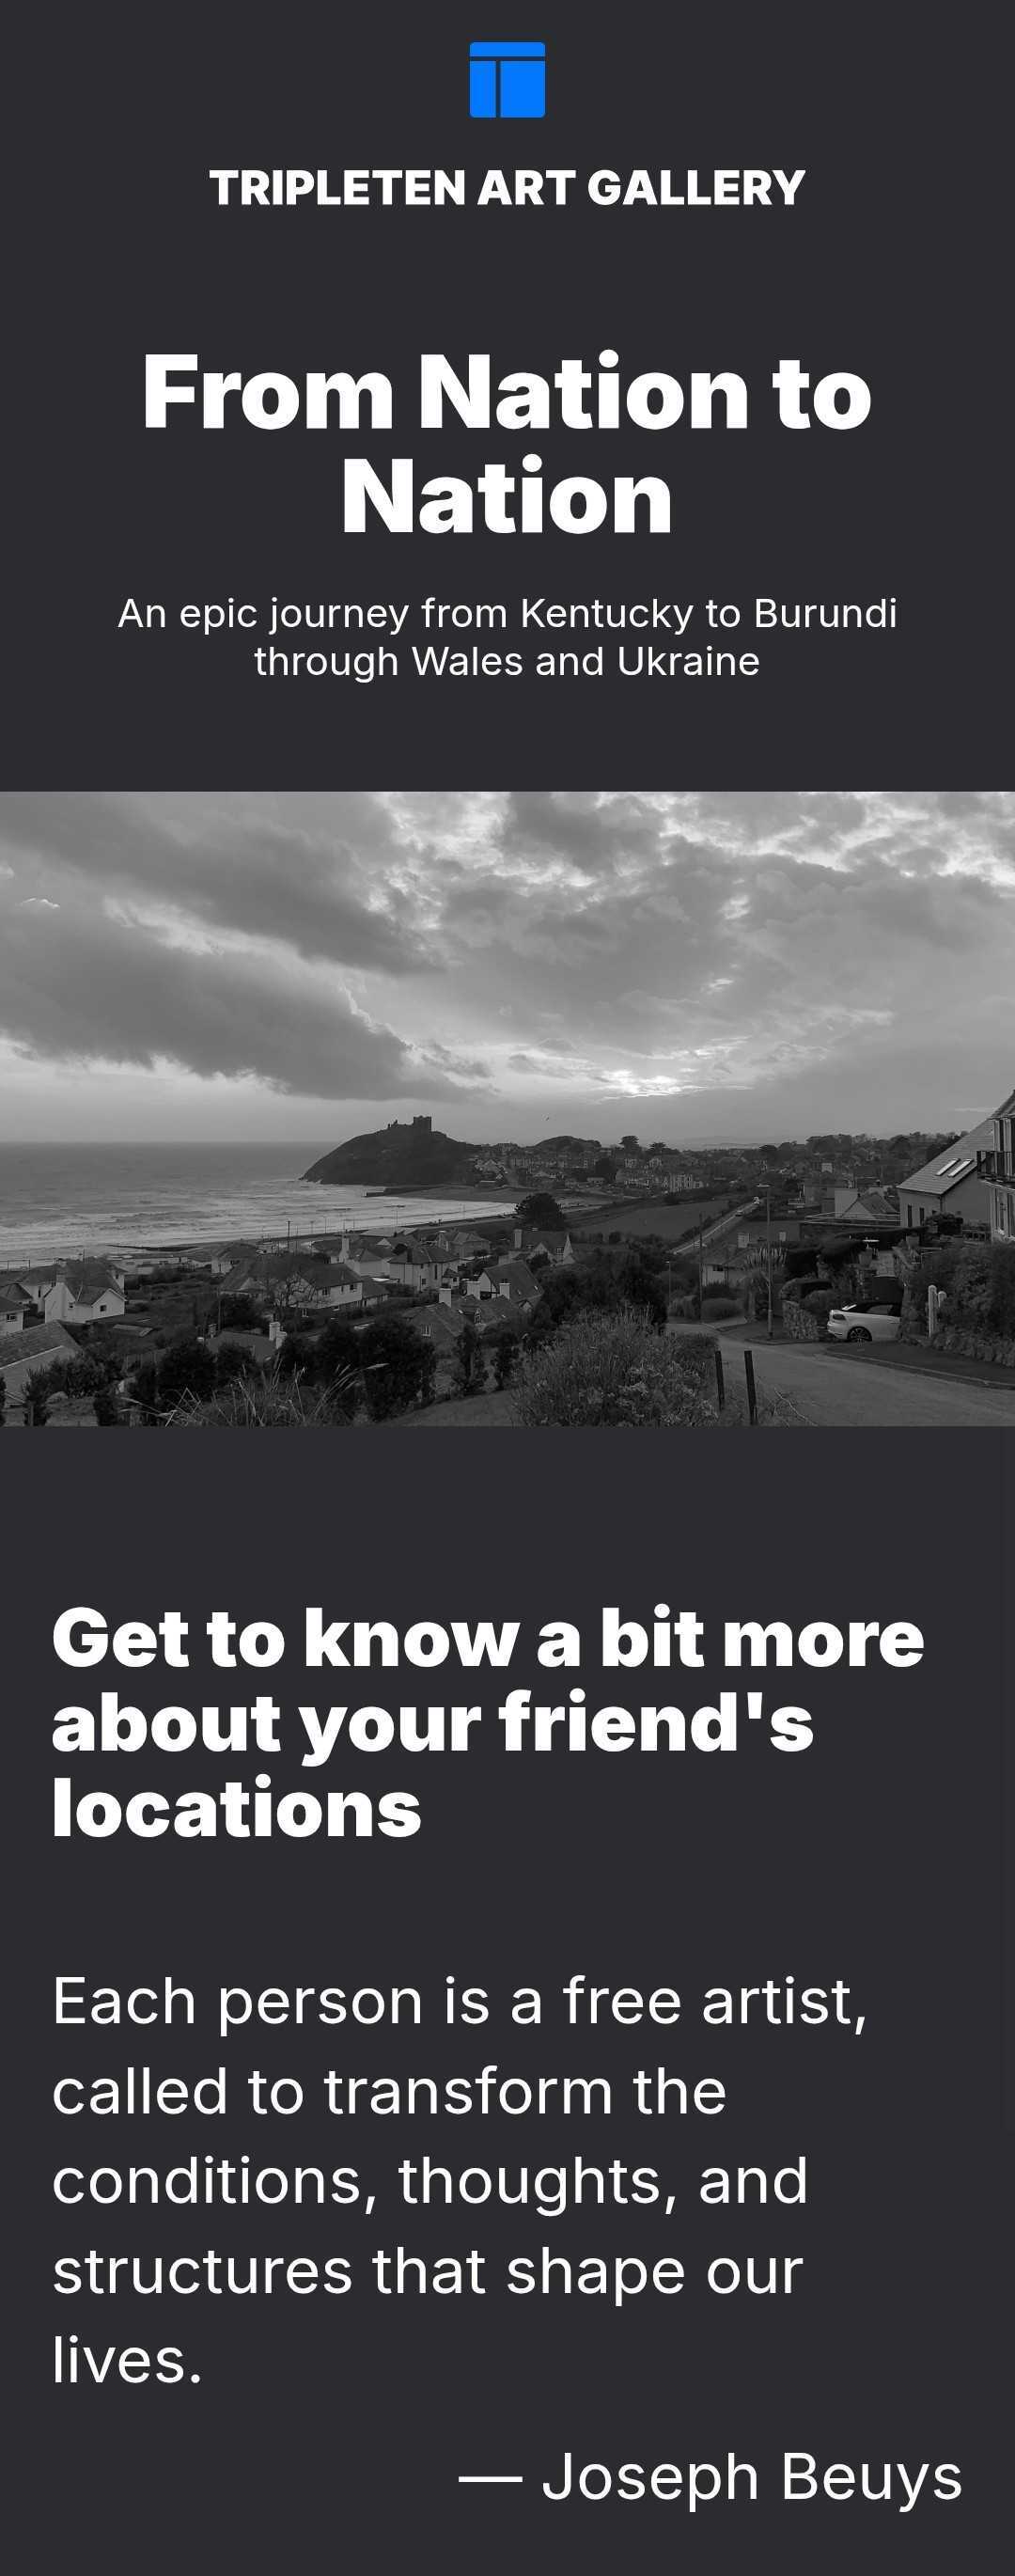 TRIPLETEN ART GALLERY
From Nation to
Nation
An epic journey from Kentucky to Burundi
through Wales and Ukraine
Get to know a bit more
about your friend's
locations
Each person is a free artist,
called to transform the
conditions, thoughts, and
structures that shape our
lives.
— Joseph Beuys